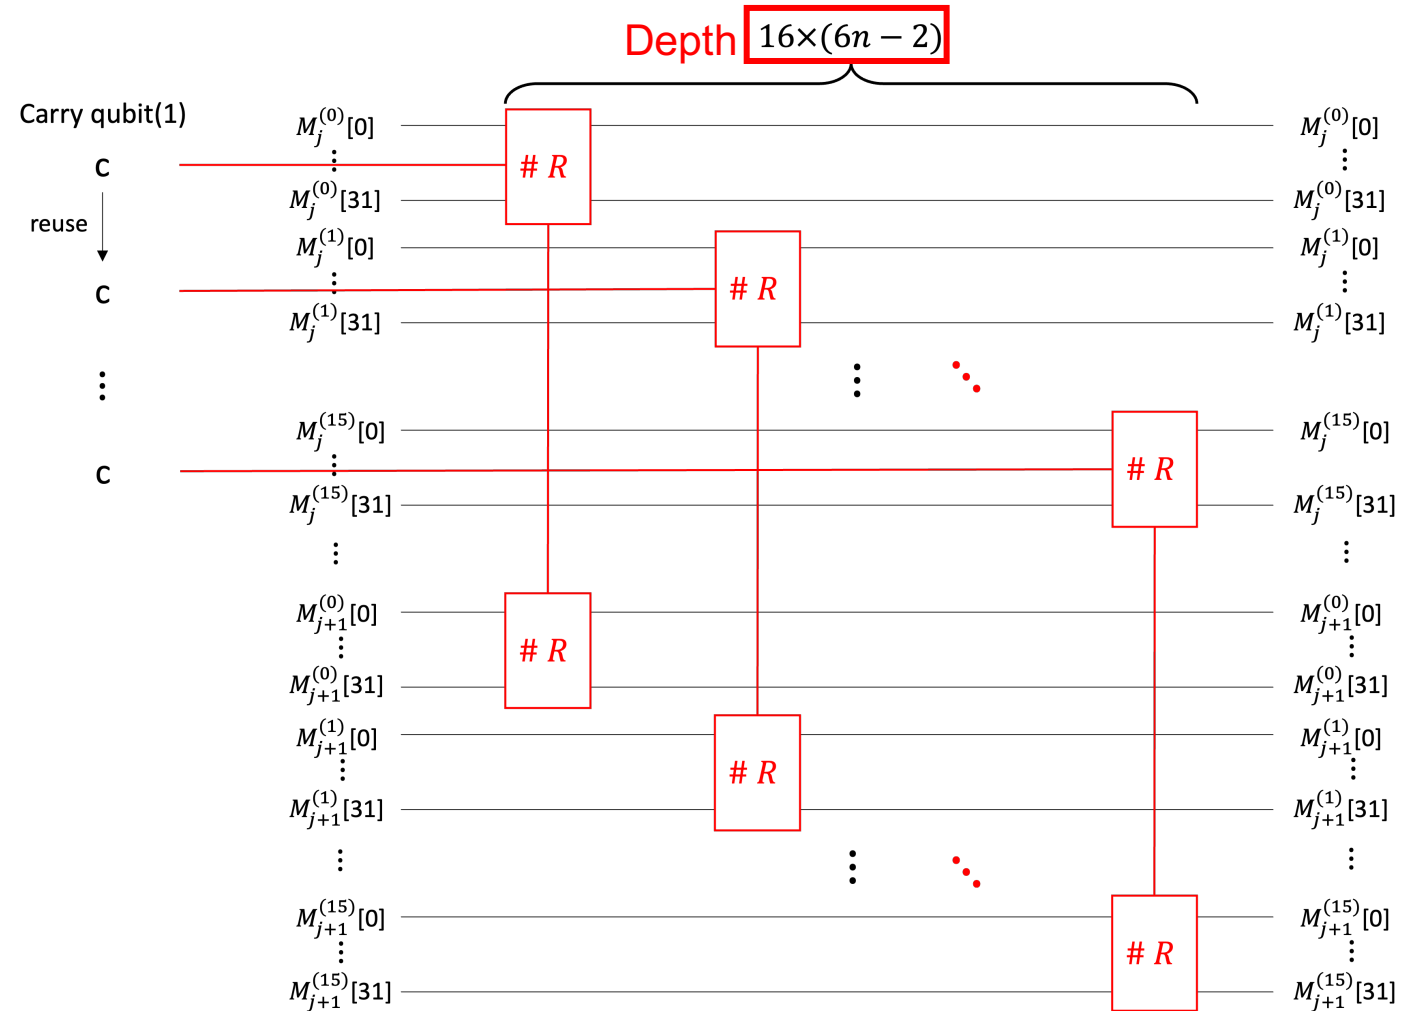 Depth 16×(6n − 2)
Carry qubit(1)
M_j^(0)[0] M_j^(0)[0]
C # R
M_j^(0)[31] M_j^(0)[31]
reuse
M_j^(1)[0] M_j^(1)[0]
C # R
M_j^(1)[31] M_j^(1)[31]
M_j^(15)[0] M_j^(15)[0]
C # R
M_j^(15)[31] M_j^(15)[31]
M_{j+1}^(0)[0] M_{j+1}^(0)[0]
# R
M_{j+1}^(0)[31] M_{j+1}^(0)[31]
M_{j+1}^(1)[0] M_{j+1}^(1)[0]
# R
M_{j+1}^(1)[31] M_{j+1}^(1)[31]
M_{j+1}^(15)[0] M_{j+1}^(15)[0]
# R
M_{j+1}^(15)[31] M_{j+1}^(15)[31]